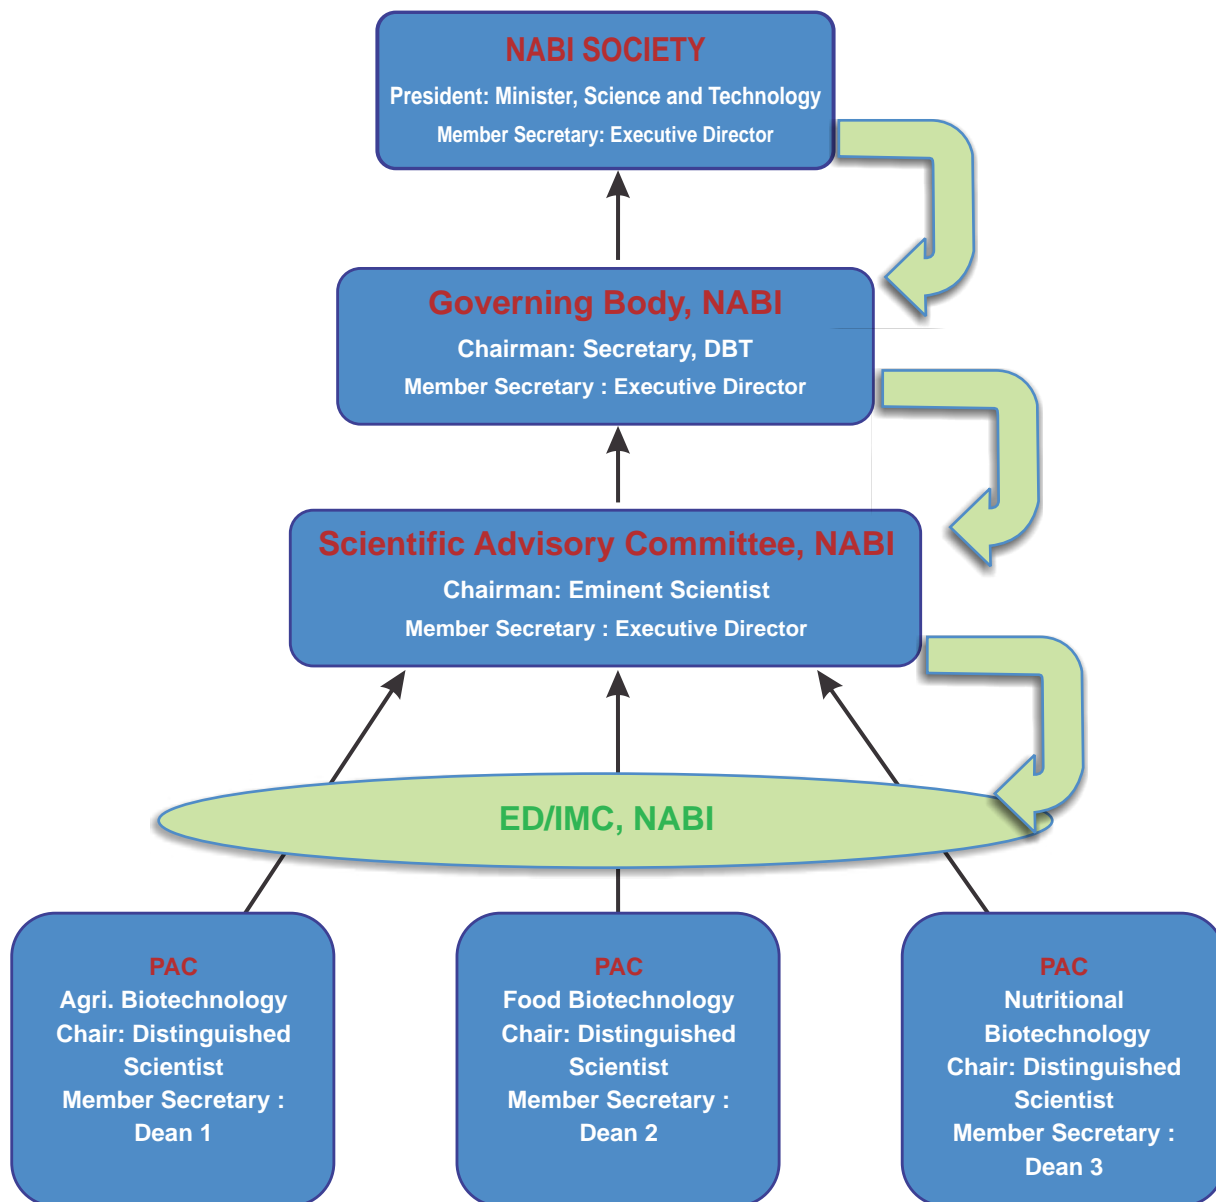 NABI SOCIETY
President: Minister, Science and Technology
Member Secretary: Executive Director
Governing Body, NABI
Chairman: Secretary, DBT
Member Secretary : Executive Director
Scientific Advisory Committee, NABI
Chairman: Eminent Scientist
Member Secretary : Executive Director
ED/IMC, NABI
PAC
Agri. Biotechnology
Chair: Distinguished
Scientist
Member Secretary :
Dean 1
PAC
Food Biotechnology
Chair: Distinguished
Scientist
Member Secretary :
Dean 2
PAC
Nutritional
Biotechnology
Chair: Distinguished
Scientist
Member Secretary :
Dean 3